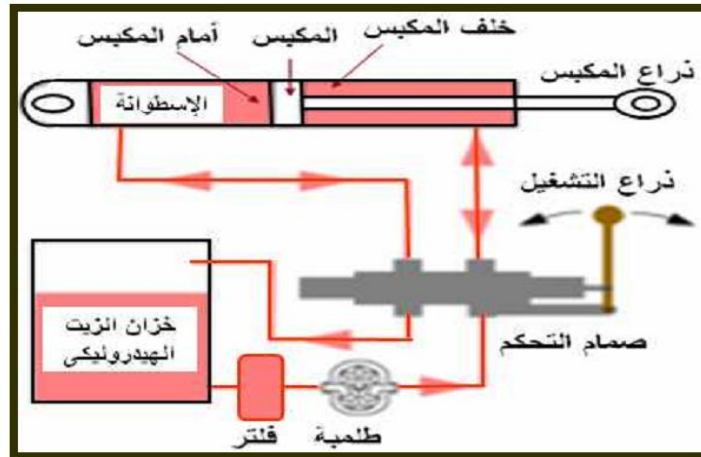 خلف المكبس
المكبس
أمام المكبس
ذراع المكبس
الإسطوانة
ذراع التشغيل
خزان الزيت
الهيدروليكى
صمام التحكم
طلمبة
فلتر